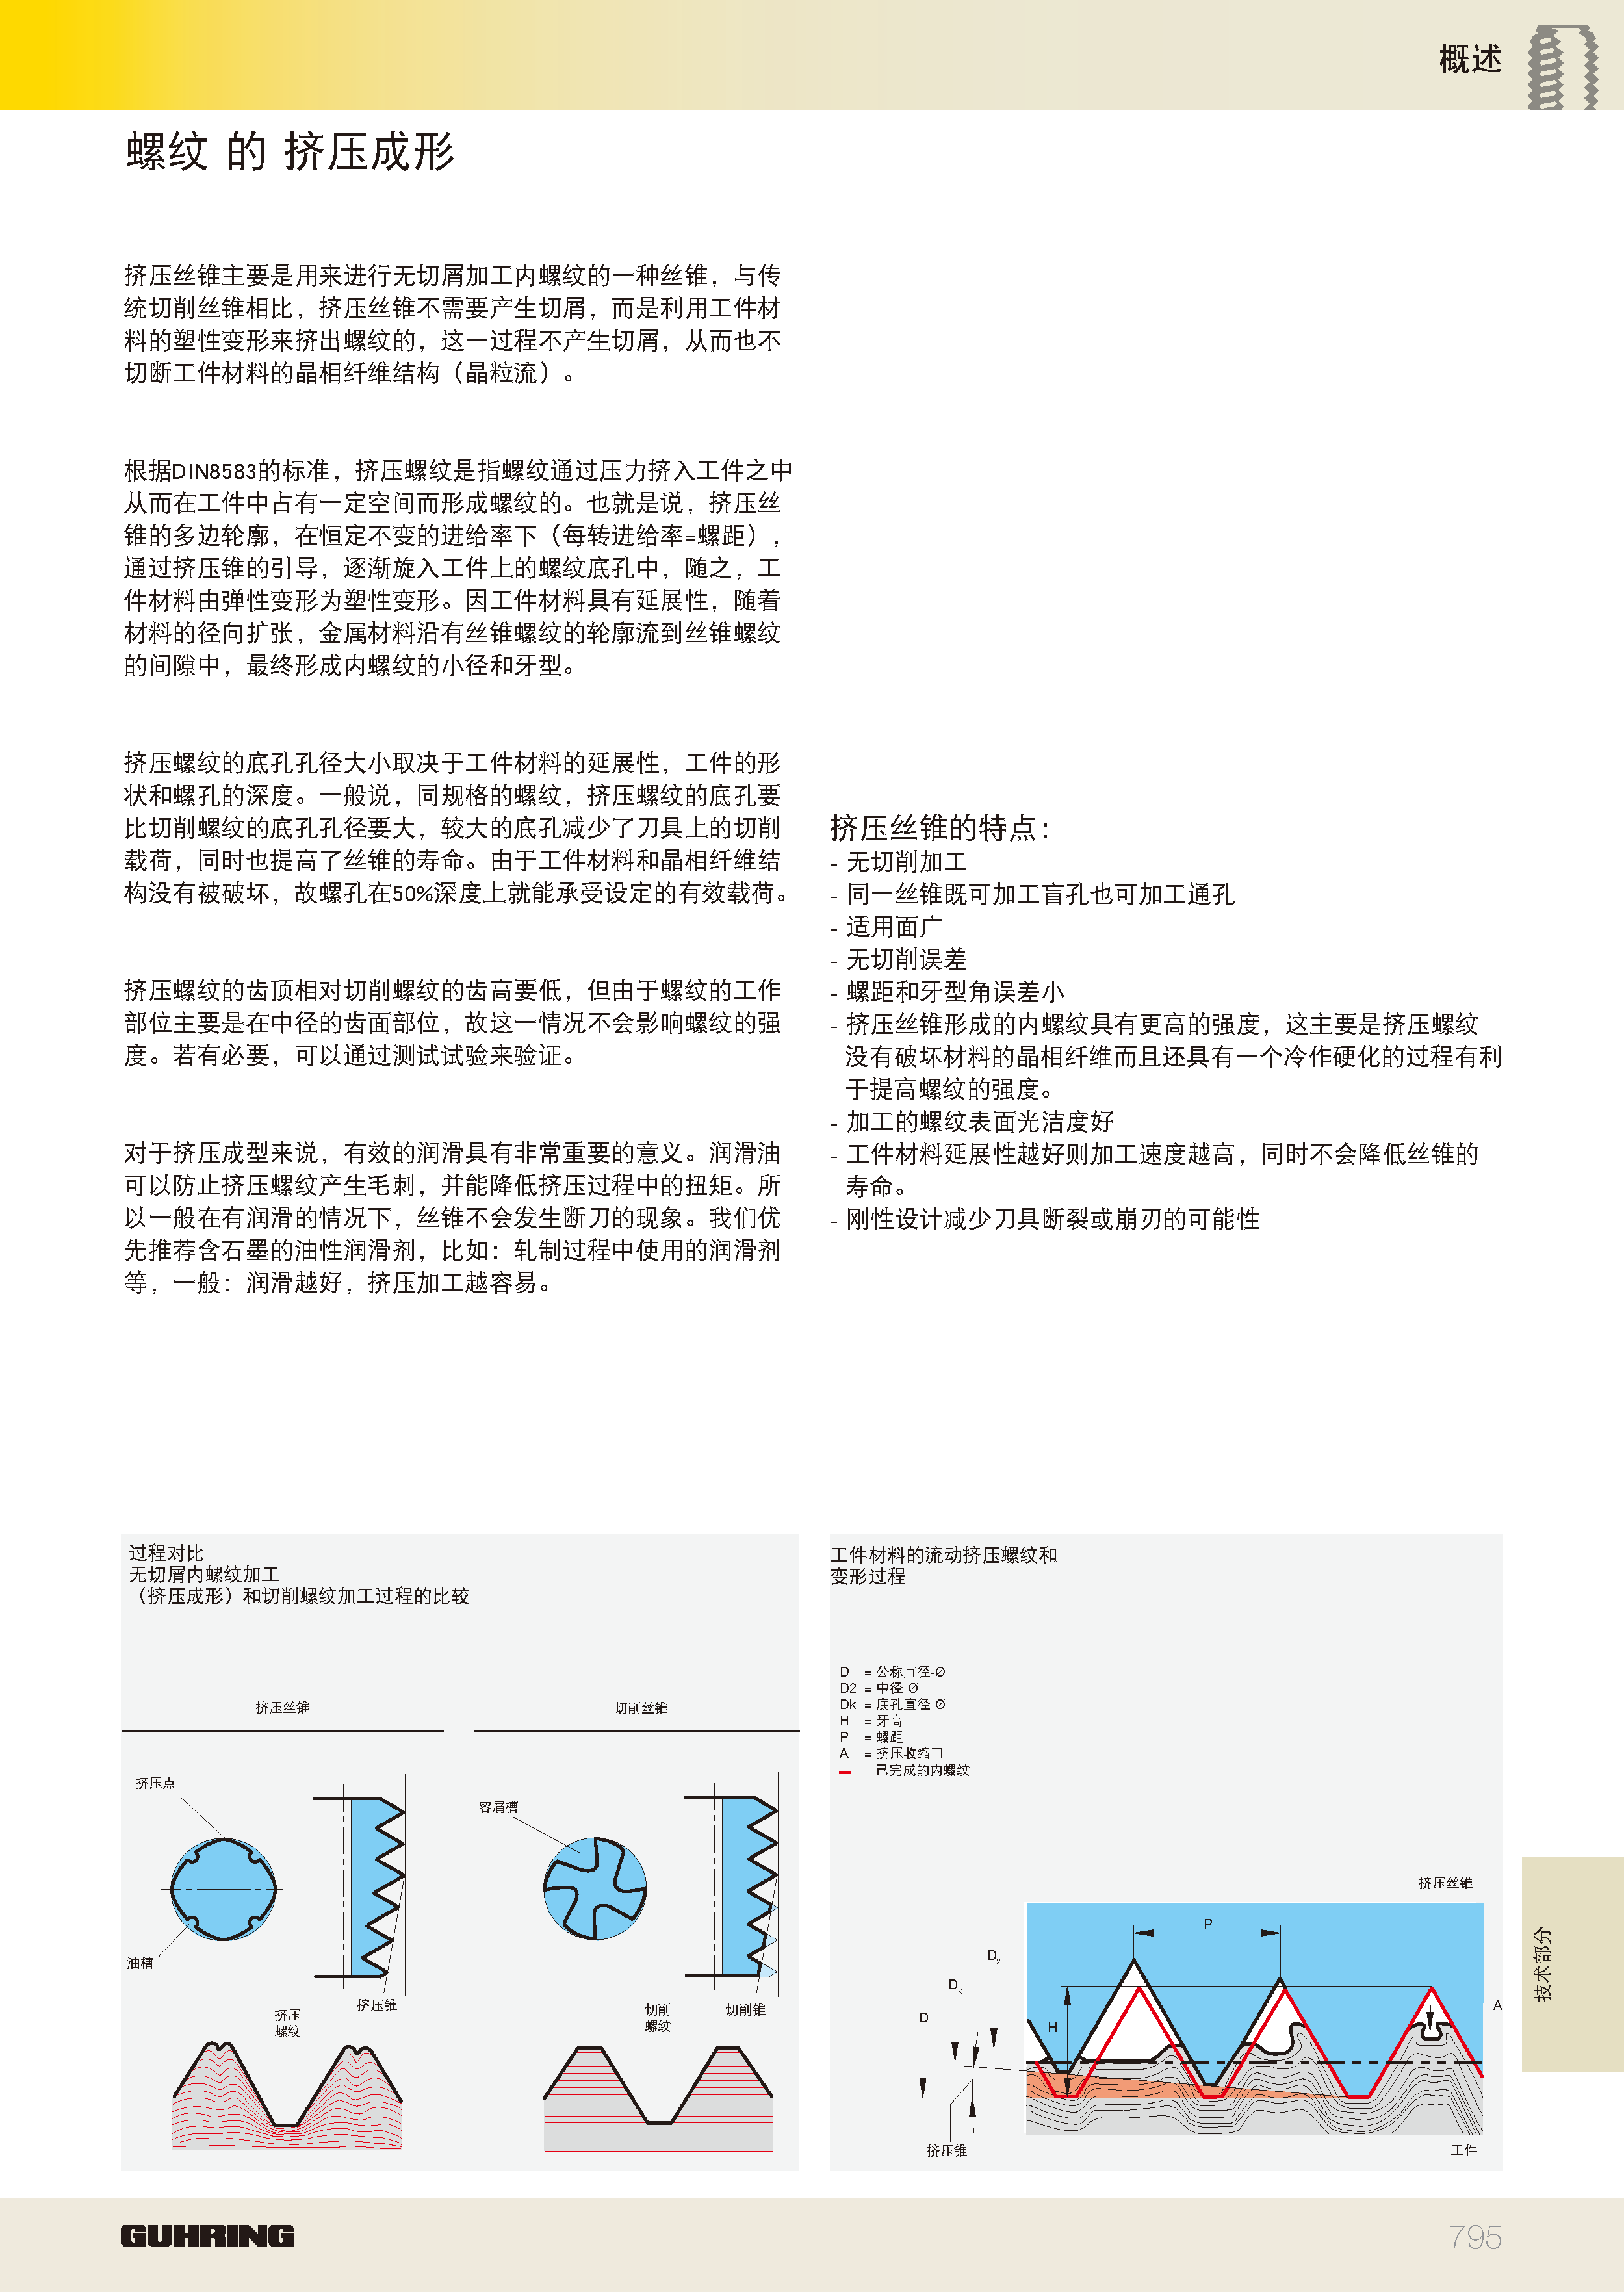 概述
螺纹 的 挤压成形
挤压丝锥主要是用来进行无切屑加工内螺纹的一种丝锥，与传
统切削丝锥相比，挤压丝锥不需要产生切屑，而是利用工件材
料的塑性变形来挤出螺纹的，这一过程不产生切屑，从而也不
切断工件材料的晶相纤维结构（晶粒流）。
根据DIN8583的标准，挤压螺纹是指螺纹通过压力挤入工件之中
从而在工件中占有一定空间而形成螺纹的。也就是说，挤压丝
锥的多边轮廓，在恒定不变的进给率下（每转进给率=螺距），
通过挤压锥的引导，逐渐旋入工件上的螺纹底孔中，随之，工
件材料由弹性变形为塑性变形。因工件材料具有延展性，随着
材料的径向扩张，金属材料沿有丝锥螺纹的轮廓流到丝锥螺纹
的间隙中，最终形成内螺纹的小径和牙型。
挤压螺纹的底孔孔径大小取决于工件材料的延展性，工件的形
状和螺孔的深度。一般说，同规格的螺纹，挤压螺纹的底孔要
比切削螺纹的底孔孔径要大，较大的底孔减少了刀具上的切削
载荷，同时也提高了丝锥的寿命。由于工件材料和晶相纤维结
构没有被破坏，故螺孔在50%深度上就能承受设定的有效载荷。
挤压螺纹的齿顶相对切削螺纹的齿高要低，但由于螺纹的工作
部位主要是在中径的齿面部位，故这一情况不会影响螺纹的强
度。若有必要，可以通过测试试验来验证。
对于挤压成型来说，有效的润滑具有非常重要的意义。润滑油
可以防止挤压螺纹产生毛刺，并能降低挤压过程中的扭矩。所
以一般在有润滑的情况下，丝锥不会发生断刀的现象。我们优
先推荐含石墨的油性润滑剂，比如：轧制过程中使用的润滑剂
等，一般：润滑越好，挤压加工越容易。
挤压丝锥的特点：
- 无切削加工
- 同一丝锥既可加工盲孔也可加工通孔
- 适用面广
- 无切削误差
- 螺距和牙型角误差小
- 挤压丝锥形成的内螺纹具有更高的强度，这主要是挤压螺纹
没有破坏材料的晶相纤维而且还具有一个冷作硬化的过程有利
于提高螺纹的强度。
- 加工的螺纹表面光洁度好
- 工件材料延展性越好则加工速度越高，同时不会降低丝锥的
寿命。
- 刚性设计减少刀具断裂或崩刃的可能性
过程对比
无切屑内螺纹加工
（挤压成形）和切削螺纹加工过程的比较
挤压丝锥
切削丝锥
挤压点
容屑槽
油槽
挤压锥
挤压
螺纹
切削
螺纹
切削锥
工件材料的流动挤压螺纹和
变形过程
D = 公称直径-Ø
D2 = 中径-Ø
Dk = 底孔直径-Ø
H = 牙高
P = 螺距
A = 挤压收缩口
已完成的内螺纹
挤压丝锥
P
D2
Dk
D
H
A
挤压锥
工件
技术部分
GUHRING
795